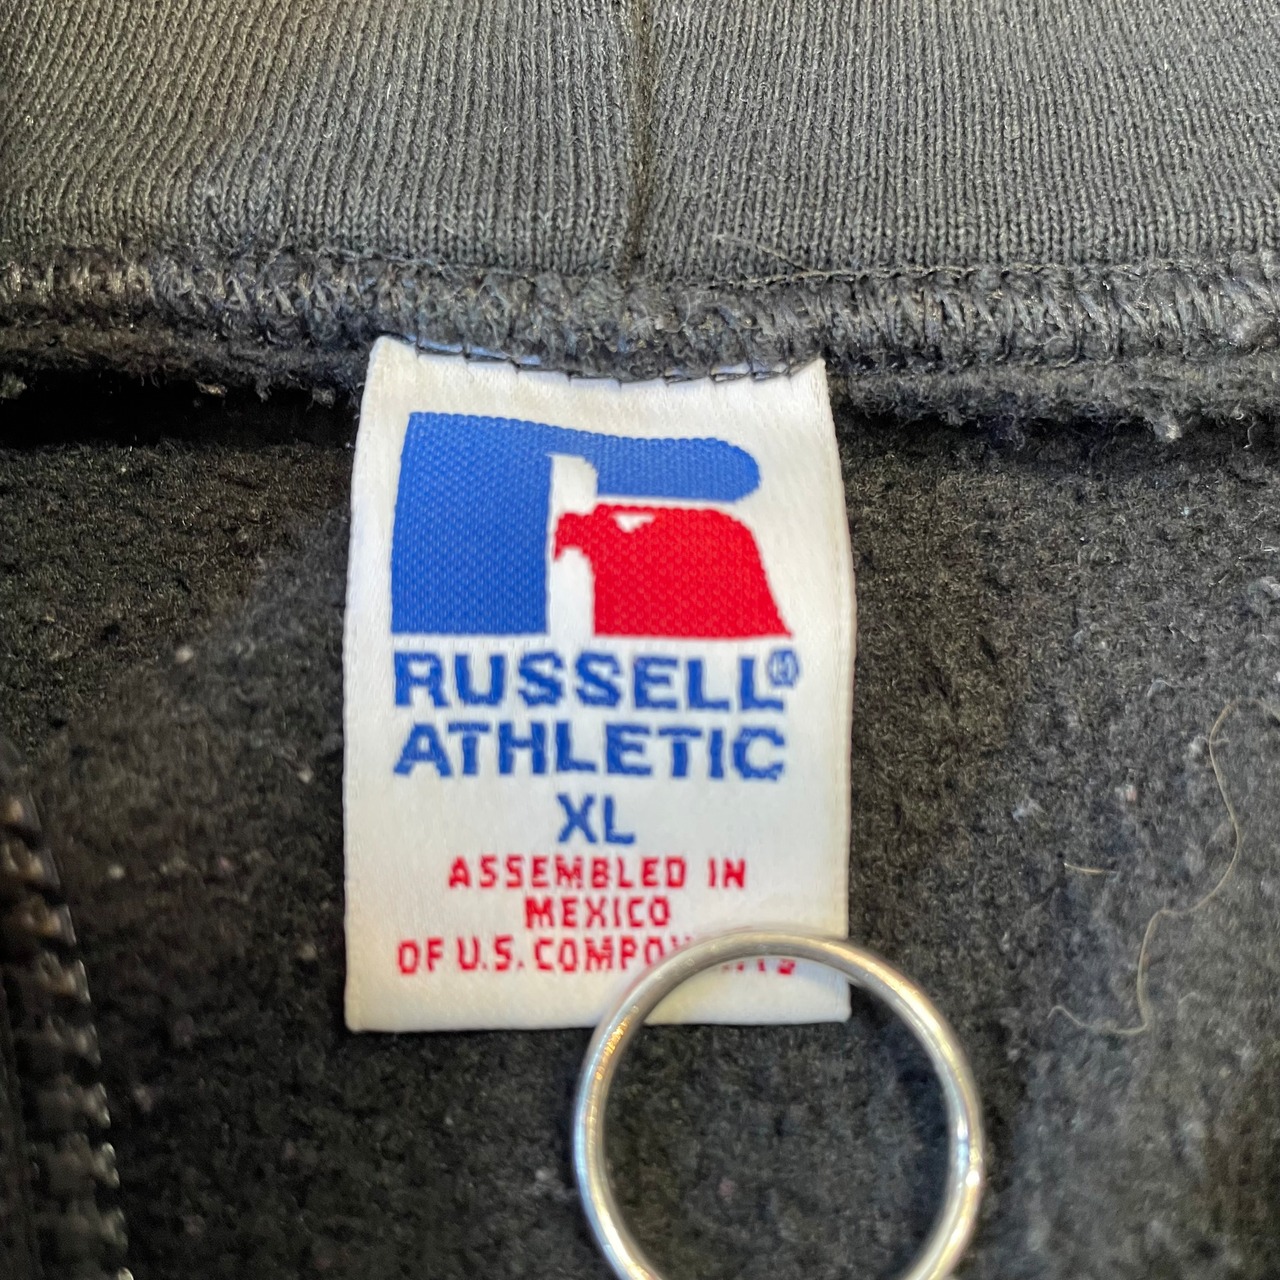 RUSSELL®
ATHLETIC
XL
ASSEMBLED IN
MEXICO
OF U.S.